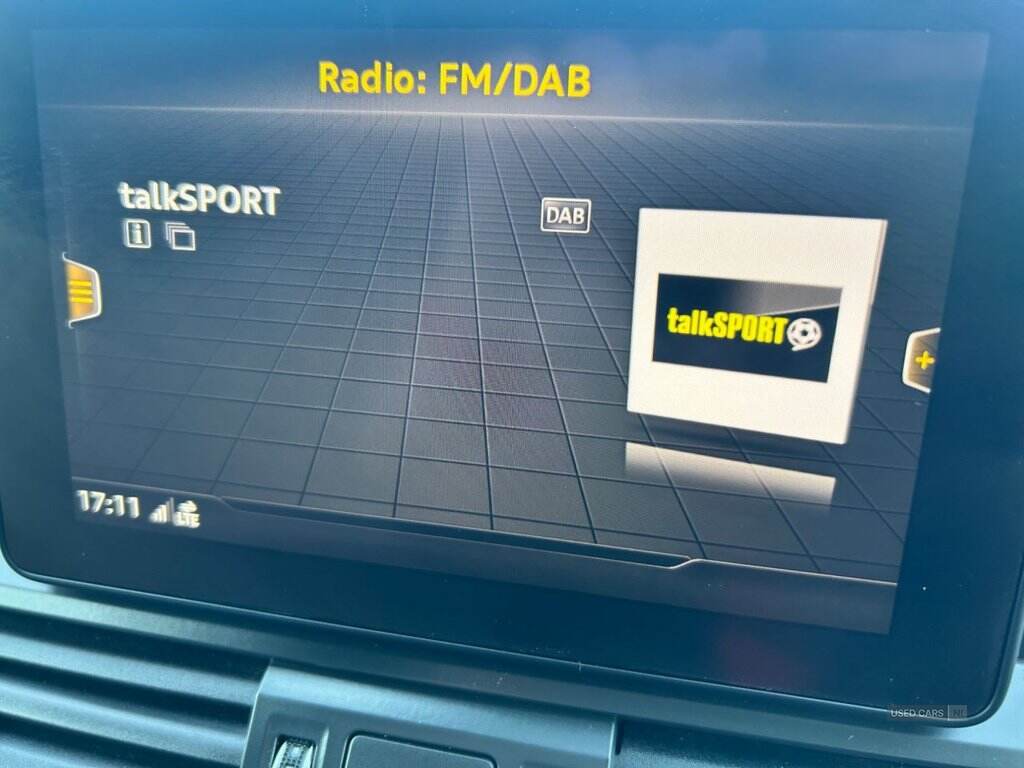 Radio: FM/DAB
talkSPORT
DAB
talkSPORT
17:11
LTE
USED CARS NI